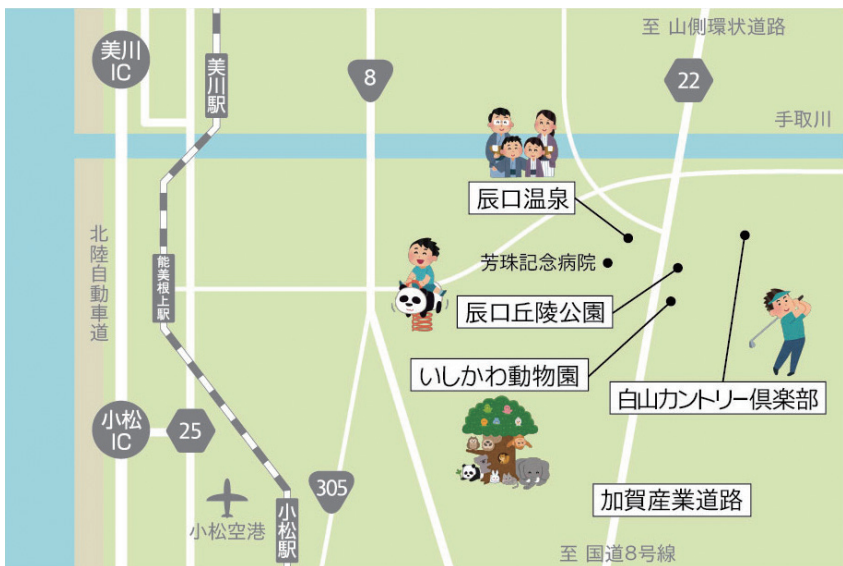 至 山側環状道路
美川
IC
美川駅
8
22
手取川
辰口温泉
北陸自動車道
能美根上駅
芳珠記念病院
辰口丘陵公園
いしかわ動物園
白山カントリー倶楽部
小松
IC
25
305
小松空港
小松駅
加賀産業道路
至 国道8号線